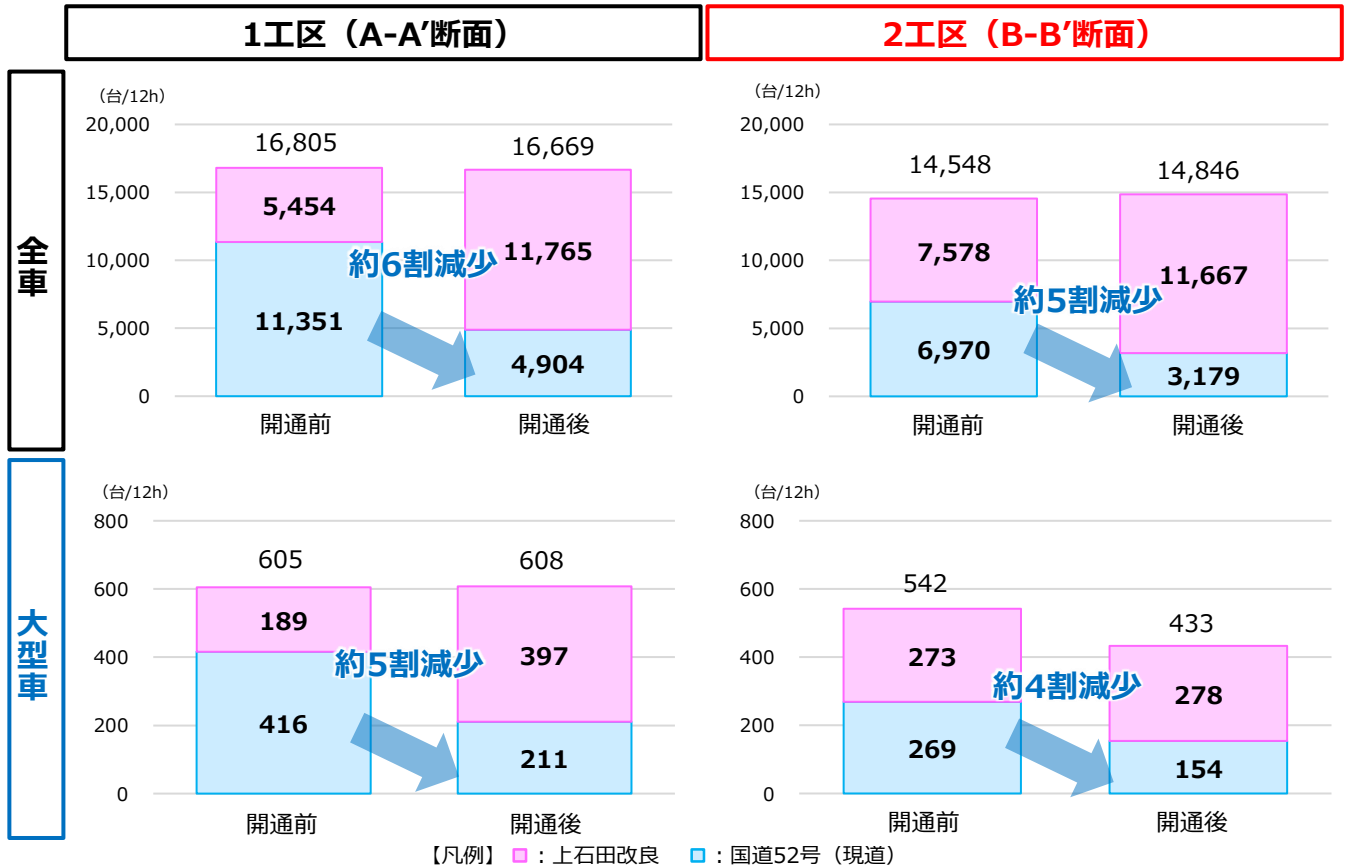 1工区（A-A’断面）
2工区（B-B’断面）
全車
（台/12h）
20,000
15,000
10,000
5,000
0
16,805
16,669
5,454
11,765
約6割減少
11,351
4,904
開通前
開通後
（台/12h）
20,000
15,000
10,000
5,000
0
14,548
14,846
7,578
11,667
約5割減少
6,970
3,179
開通前
開通後
大型車
（台/12h）
800
600
400
200
0
605
608
189
397
約5割減少
416
211
開通前
開通後
（台/12h）
800
600
400
200
0
542
433
273
278
約4割減少
269
154
開通前
開通後
【凡例】 ：上石田改良 ：国道52号（現道）